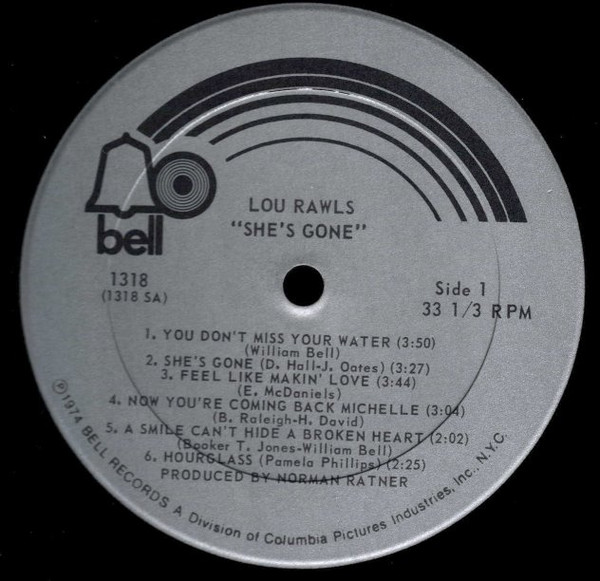 bell
LOU RAWLS
"SHE'S GONE"
1318
(1318 SA)
Side 1
33 1/3 RPM
1. YOU DON'T MISS YOUR WATER (3:50)
(William Bell)
2. SHE'S GONE (D. Hall-J. Oates) (3:27)
3. FEEL LIKE MAKIN' LOVE (3:44)
(E. McDaniels)
4. NOW YOU'RE COMING BACK MICHELLE (3:04)
(B. Raleigh-H. David)
5. A SMILE CAN'T HIDE A BROKEN HEART (2:02)
(Booker T. Jones-William Bell)
6. HOURGLASS (Pamela Phillips) (2:25)
PRODUCED BY NORMAN RATNER
℗1974 BELL RECORDS A Division of Columbia Pictures Industries, Inc., N.Y.C.